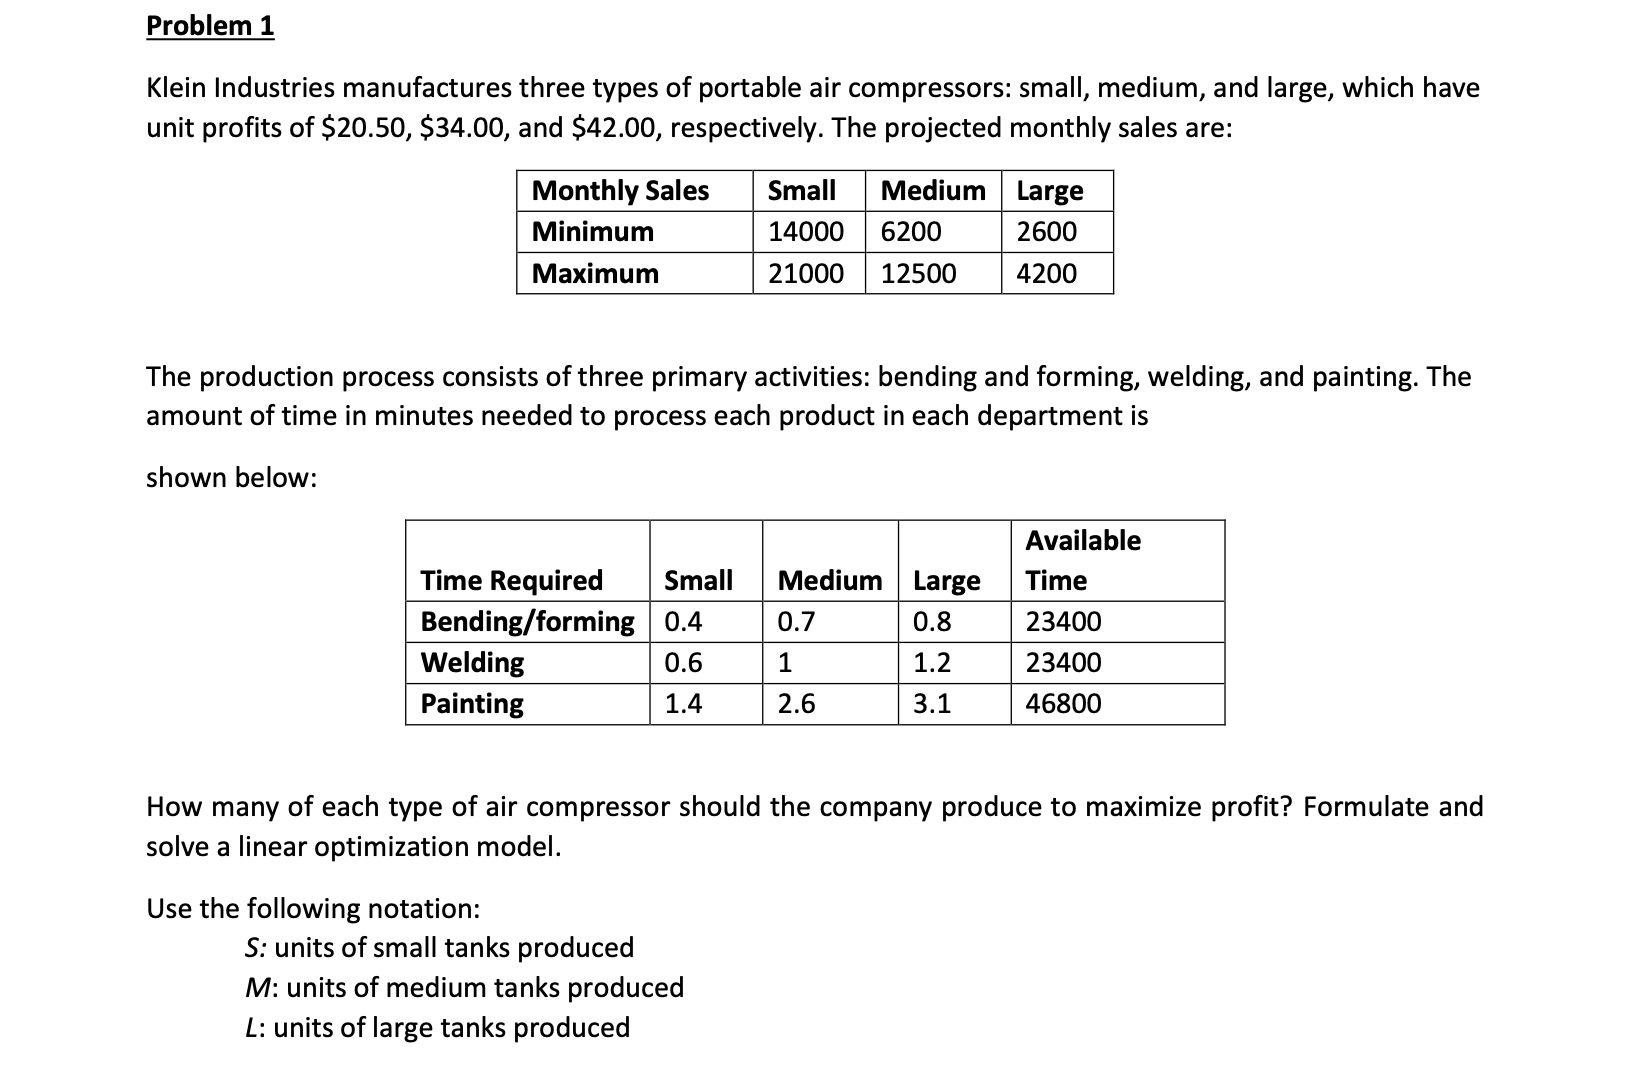 Problem 1
Klein Industries manufactures three types of portable air compressors: small, medium, and large, which have
unit profits of $20.50, $34.00, and $42.00, respectively. The projected monthly sales are:
Monthly Sales Small Medium Large
Minimum 14000 6200 2600
Maximum 21000 12500 4200
The production process consists of three primary activities: bending and forming, welding, and painting. The
amount of time in minutes needed to process each product in each department is
shown below:
Available
Time Required Small Medium Large Time
Bending/forming 0.4 0.7 0.8 23400
Welding 0.6 1 1.2 23400
Painting 1.4 2.6 3.1 46800
How many of each type of air compressor should the company produce to maximize profit? Formulate and
solve a linear optimization model.
Use the following notation:
S: units of small tanks produced
M: units of medium tanks produced
L: units of large tanks produced